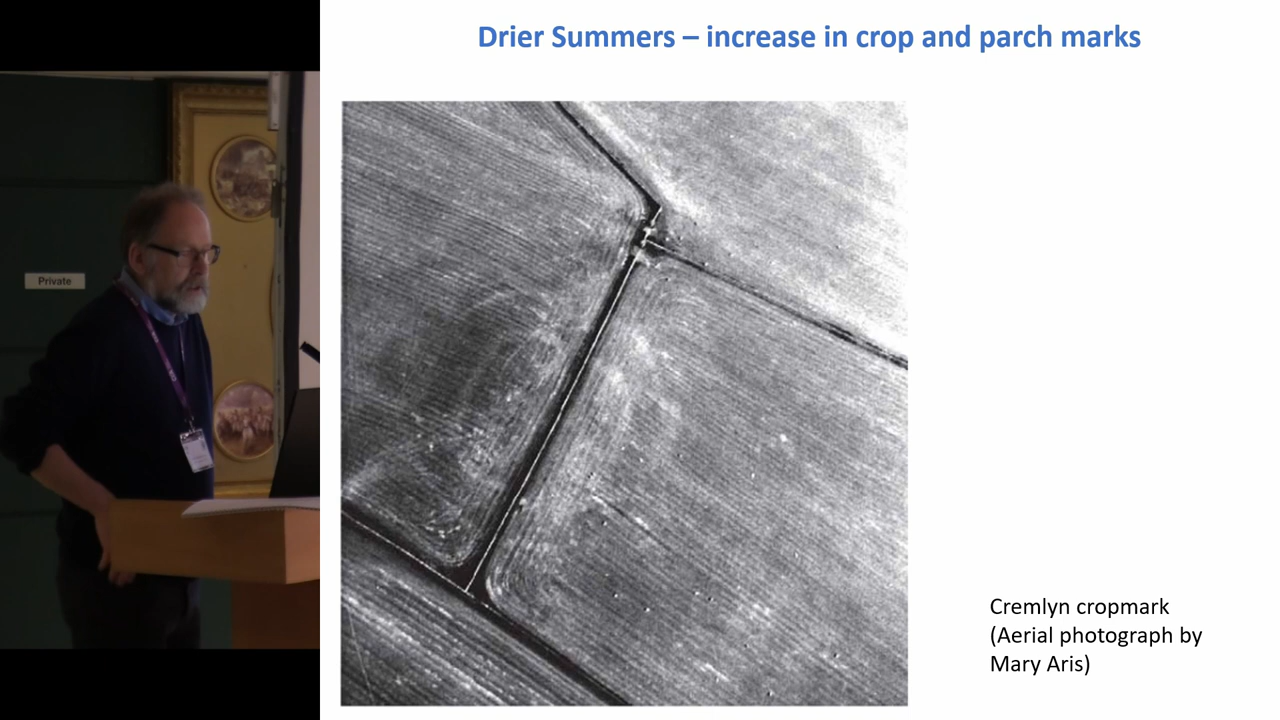 Drier Summers – increase in crop and parch marks
Private
Cremlyn cropmark
(Aerial photograph by
Mary Aris)